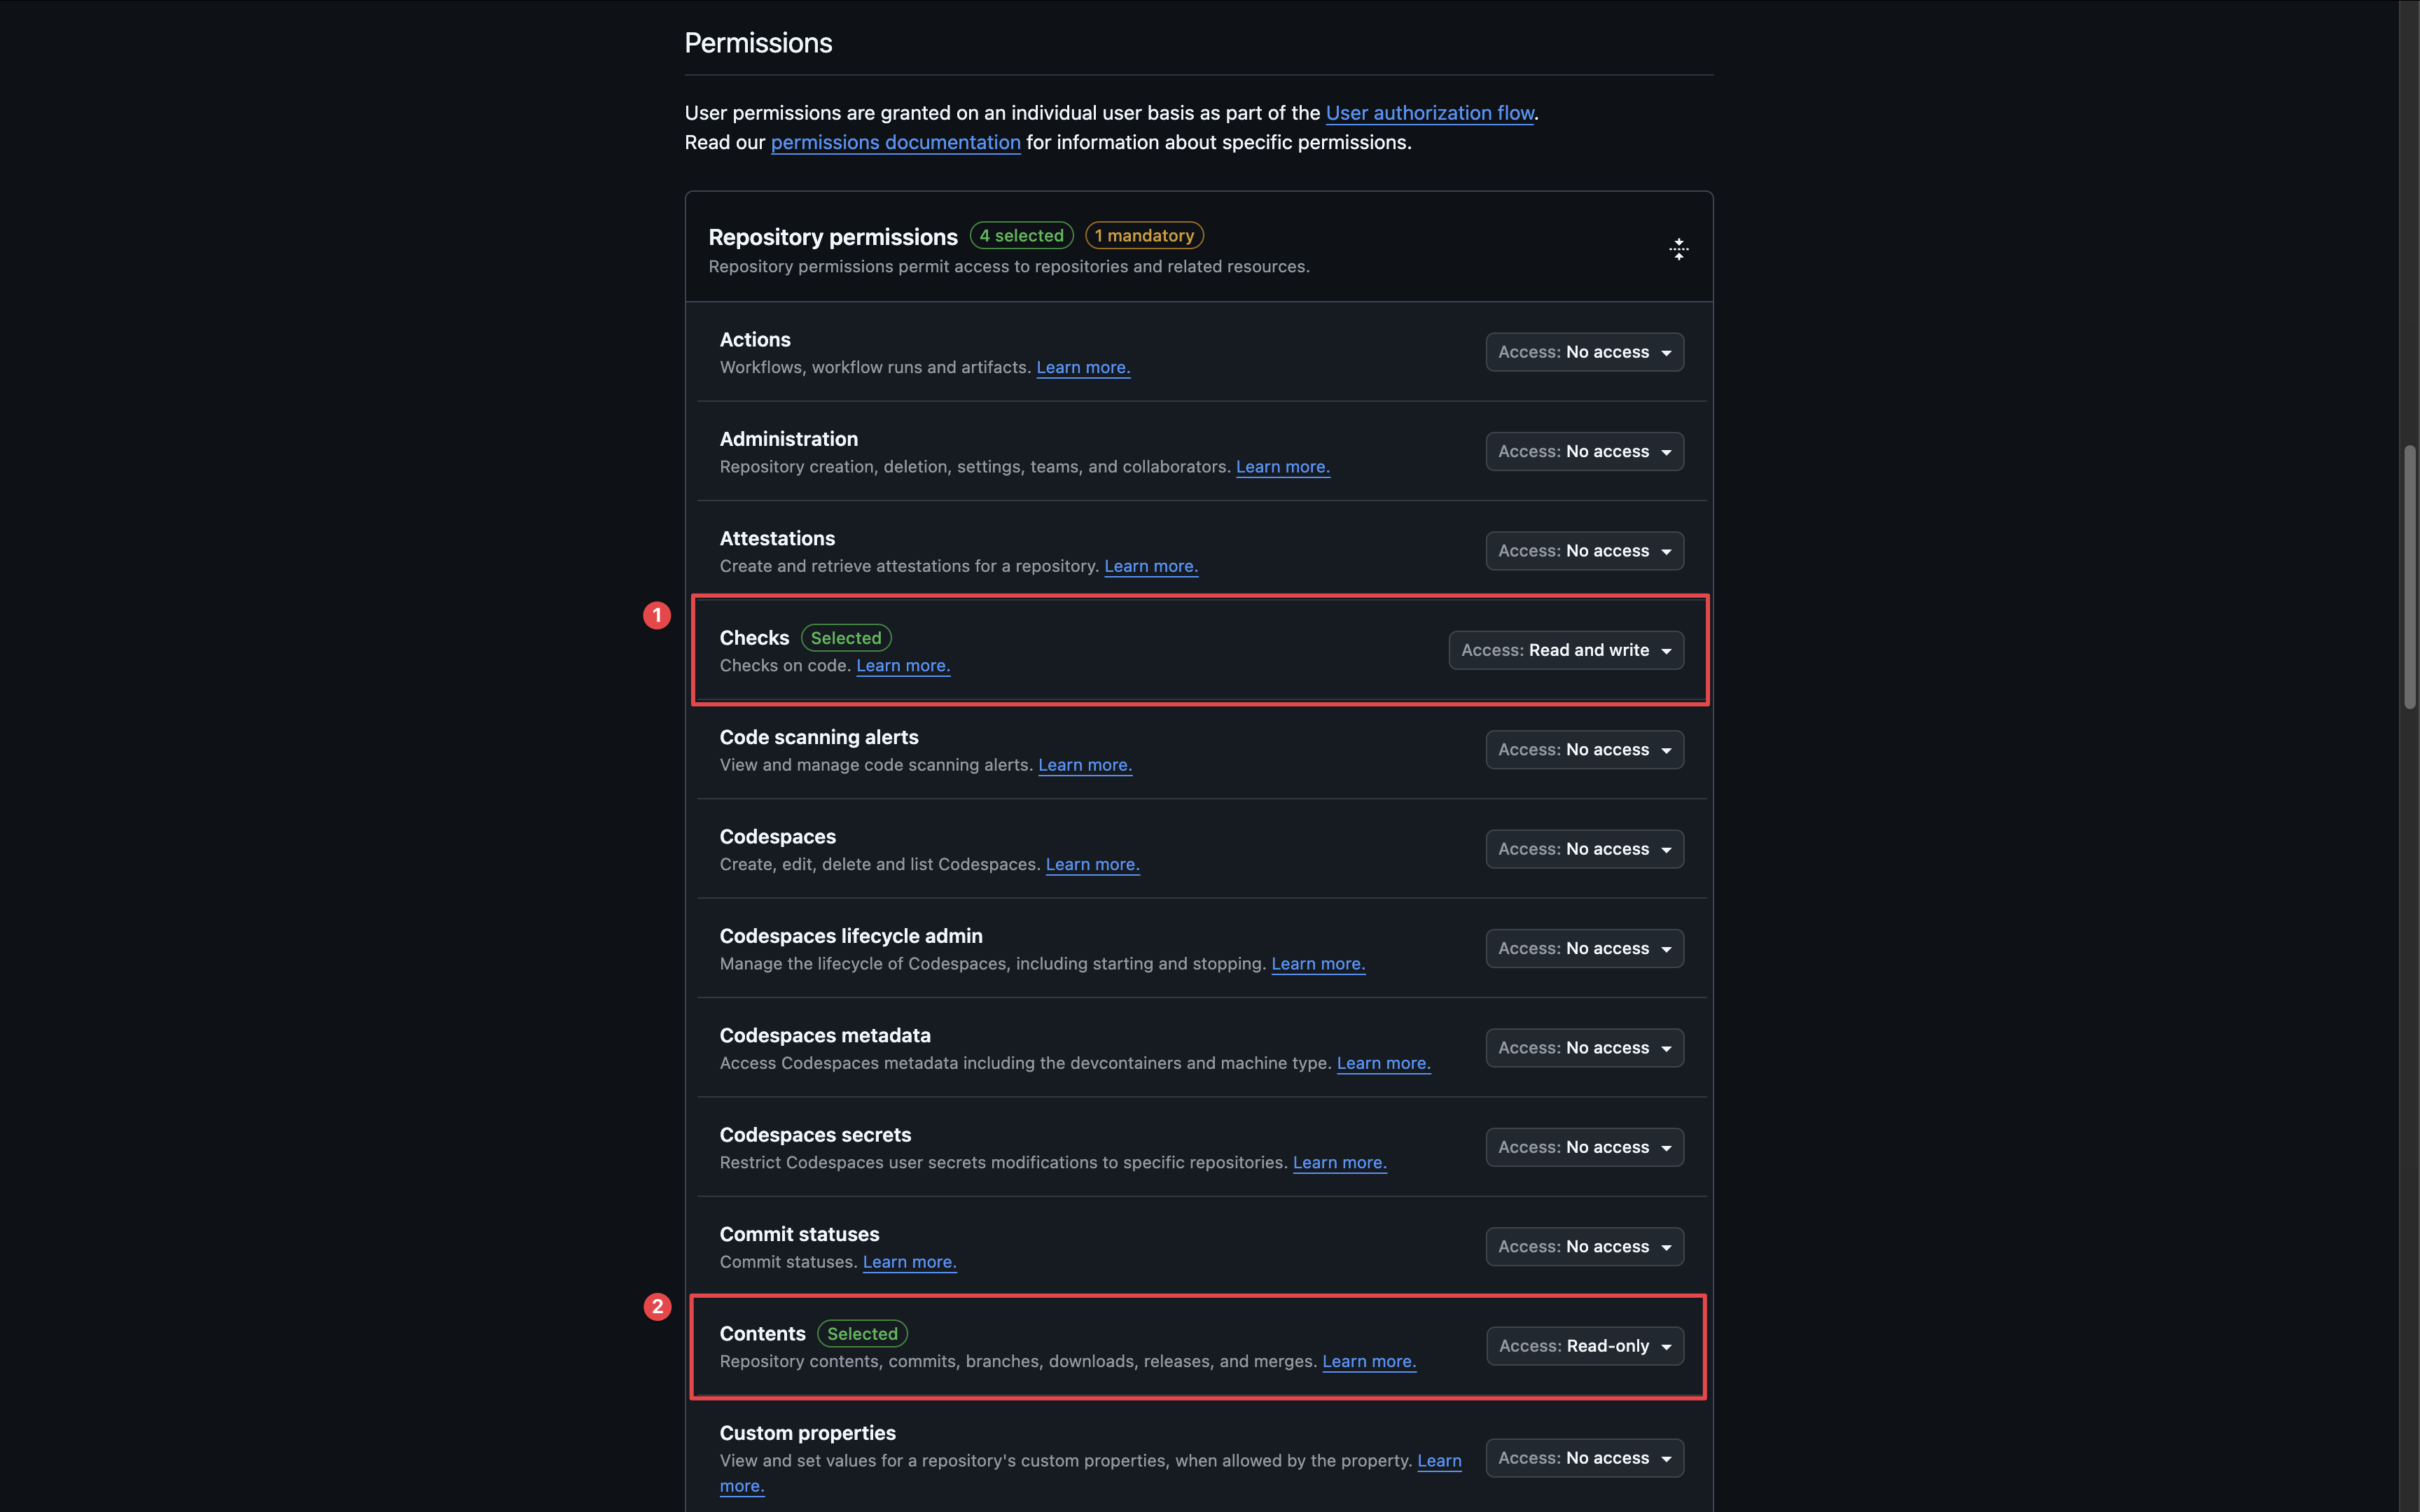 Permissions
User permissions are granted on an individual user basis as part of the User authorization flow.
Read our permissions documentation for information about specific permissions.
Repository permissions 4 selected 1 mandatory
Repository permissions permit access to repositories and related resources.
Actions
Workflows, workflow runs and artifacts. Learn more.
Access: No access
Administration
Repository creation, deletion, settings, teams, and collaborators. Learn more.
Access: No access
Attestations
Create and retrieve attestations for a repository. Learn more.
Access: No access
1
Checks Selected
Checks on code. Learn more.
Access: Read and write
Code scanning alerts
View and manage code scanning alerts. Learn more.
Access: No access
Codespaces
Create, edit, delete and list Codespaces. Learn more.
Access: No access
Codespaces lifecycle admin
Manage the lifecycle of Codespaces, including starting and stopping. Learn more.
Access: No access
Codespaces metadata
Access Codespaces metadata including the devcontainers and machine type. Learn more.
Access: No access
Codespaces secrets
Restrict Codespaces user secrets modifications to specific repositories. Learn more.
Access: No access
Commit statuses
Commit statuses. Learn more.
Access: No access
2
Contents Selected
Repository contents, commits, branches, downloads, releases, and merges. Learn more.
Access: Read-only
Custom properties
View and set values for a repository's custom properties, when allowed by the property. Learn
more.
Access: No access